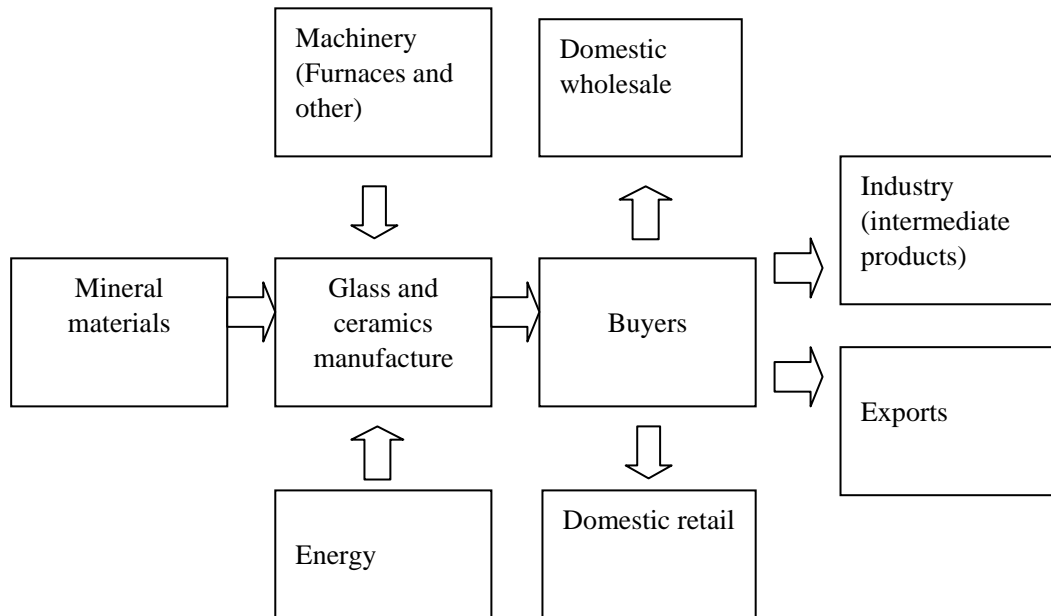 Machinery
(Furnaces and
other)
Domestic
wholesale
Industry
(intermediate
products)
Mineral
materials
Glass and
ceramics
manufacture
Buyers
Exports
Energy
Domestic retail